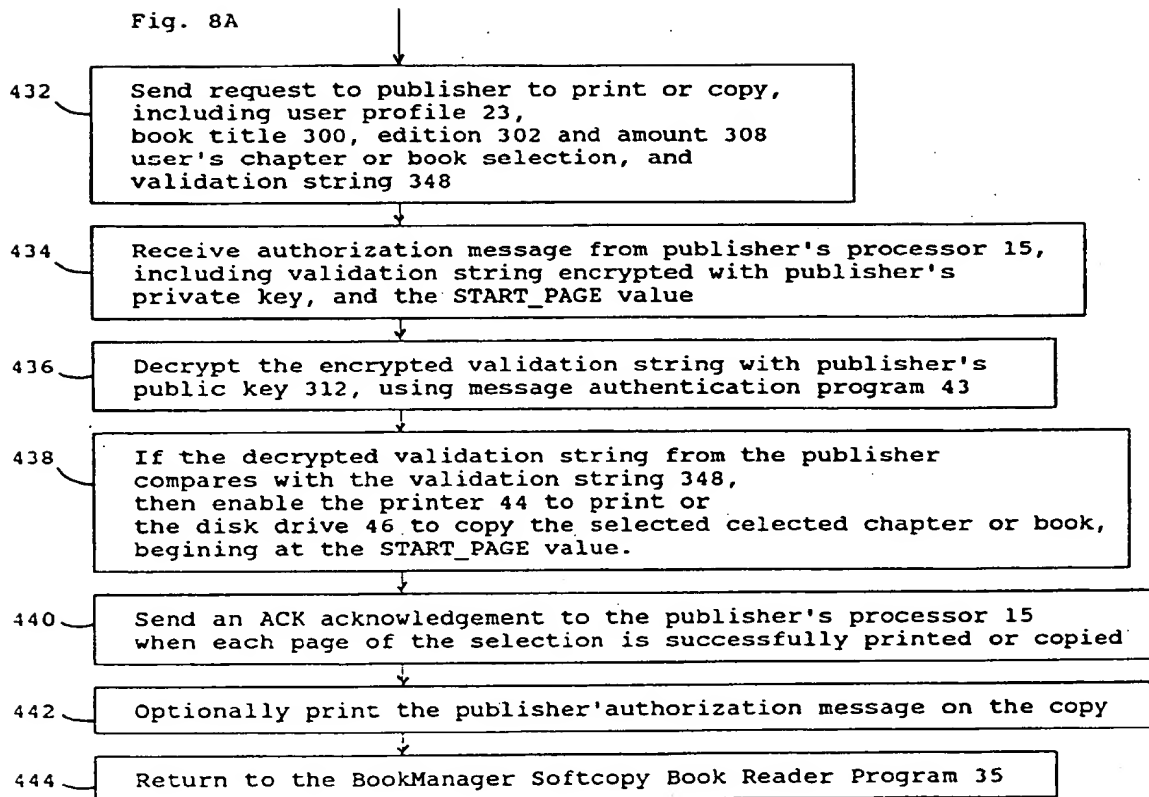 Fig. 8A
432
Send request to publisher to print or copy,
including user profile 23,
book title 300, edition 302 and amount 308
user's chapter or book selection, and
validation string 348
434
Receive authorization message from publisher's processor 15,
including validation string encrypted with publisher's
private key, and the START_PAGE value
436
Decrypt the encrypted validation string with publisher's
public key 312, using message authentication program 43
438
If the decrypted validation string from the publisher
compares with the validation string 348,
then enable the printer 44 to print or
the disk drive 46 to copy the selected celected chapter or book,
begining at the START_PAGE value.
440
Send an ACK acknowledgement to the publisher's processor 15
when each page of the selection is successfully printed or copied
442
Optionally print the publisher'authorization message on the copy
444
Return to the BookManager Softcopy Book Reader Program 35